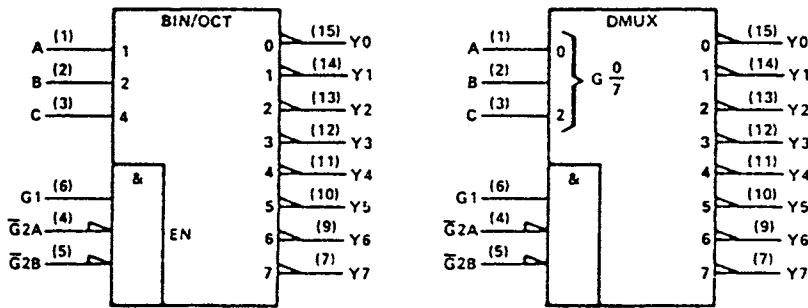 BIN/OCT
A (1) 1
B (2) 2
C (3) 4
&
G1 (6)
G̅2A (4)
G̅2B (5)
EN
0 (15) Y0
1 (14) Y1
2 (13) Y2
3 (12) Y3
4 (11) Y4
5 (10) Y5
6 (9) Y6
7 (7) Y7
DMUX
A (1) 0
B (2)
C (3) 2
G 0/7
&
G1 (6)
G̅2A (4)
G̅2B (5)
0 (15) Y0
1 (14) Y1
2 (13) Y2
3 (12) Y3
4 (11) Y4
5 (10) Y5
6 (9) Y6
7 (7) Y7